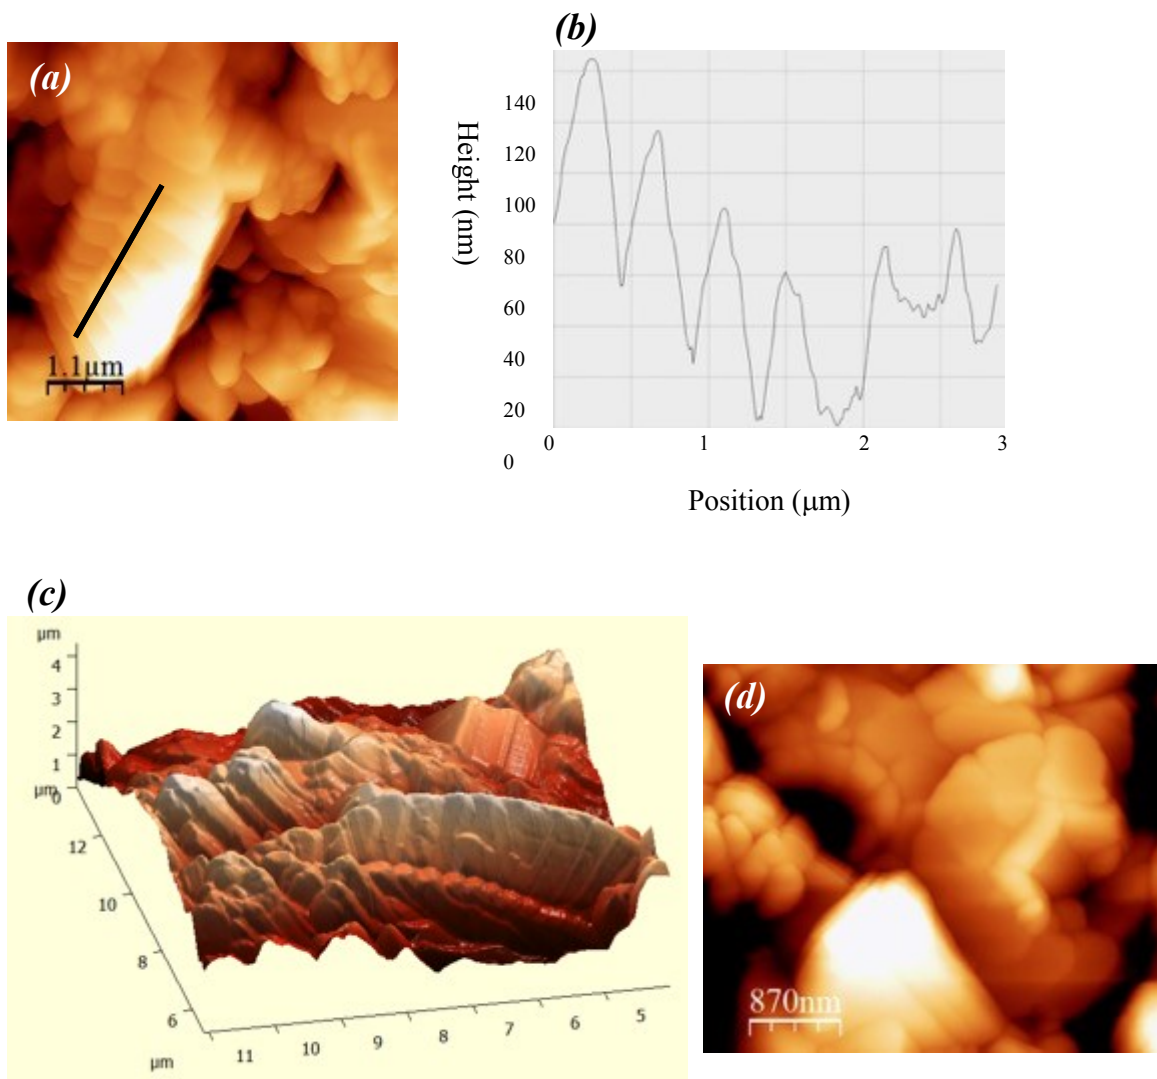 (a)
1.1μm
(b)
Height (nm)
140
120
100
80
60
40
20
0
0 1 2 3
Position (μm)
(c)
μm
4
3
2
1
0
μm
12
10
8
6
μm
11 10 9 8 7 6 5
(d)
870nm